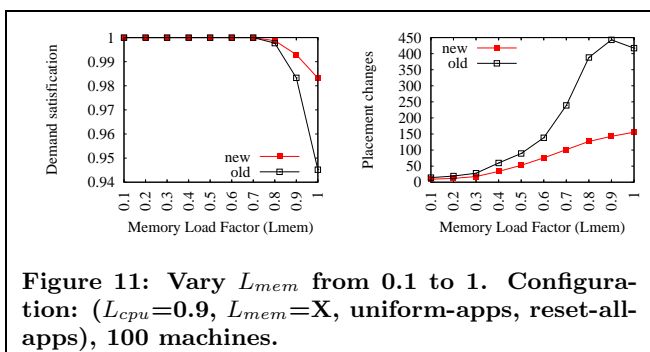 1
0.99
0.98
0.97
0.96
0.95
0.94
Demand satisfication
new
old
0.1 0.2 0.3 0.4 0.5 0.6 0.7 0.8 0.9 1
Memory Load Factor (Lmem)
450
400
350
300
250
200
150
100
50
0
Placement changes
new
old
0.1 0.2 0.3 0.4 0.5 0.6 0.7 0.8 0.9 1
Memory Load Factor (Lmem)
Figure 11: Vary Lmem from 0.1 to 1. Configura-
tion: (Lcpu=0.9, Lmem=X, uniform-apps, reset-all-
apps), 100 machines.